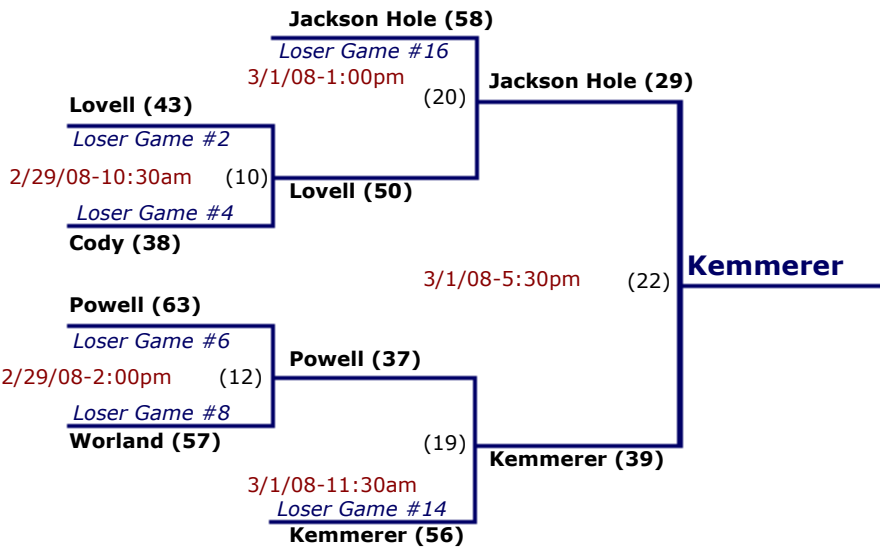 Jackson Hole (58)
Loser Game #16
3/1/08-1:00pm
(20)
Jackson Hole (29)
Lovell (43)
Loser Game #2
2/29/08-10:30am
(10)
Lovell (50)
Loser Game #4
Cody (38)
3/1/08-5:30pm
(22)
Kemmerer
Powell (63)
Loser Game #6
2/29/08-2:00pm
(12)
Powell (37)
Loser Game #8
Worland (57)
(19)
Kemmerer (39)
3/1/08-11:30am
Loser Game #14
Kemmerer (56)